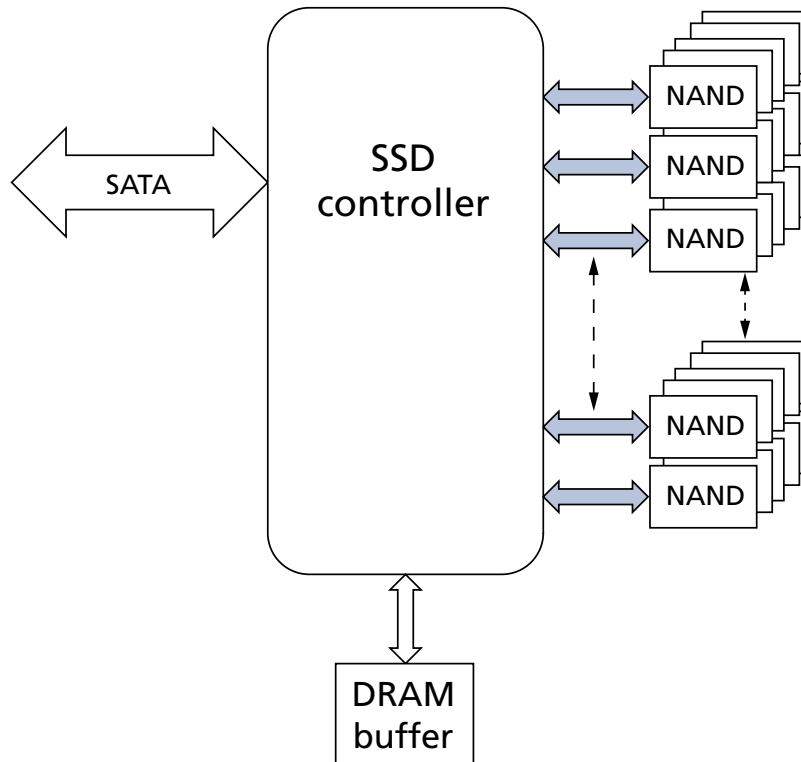 SATA
SSD
controller
NAND
NAND
NAND
NAND
NAND
DRAM
buffer